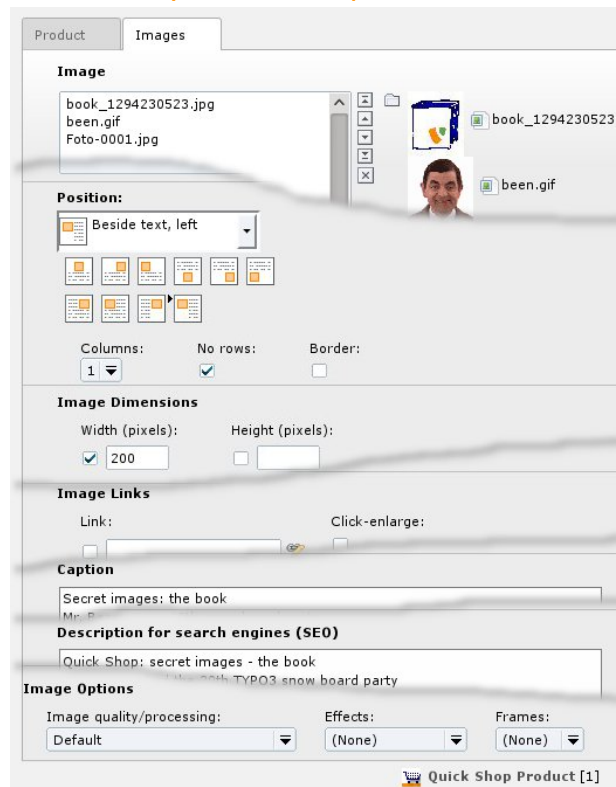 Product Images
Image
book_1294230523.jpg
been.gif
Foto-0001.jpg
book_1294230523
been.gif
Position:
Beside text, left
Columns: No rows: Border:
1
Image Dimensions
Width (pixels): Height (pixels):
200
Image Links
Link: Click-enlarge:
Caption
Secret images: the book
Description for search engines (SEO)
Quick Shop: secret images - the book
TYPO3 snow board party
Image Options
Image quality/processing: Effects: Frames:
Default (None) (None)
Quick Shop Product [1]